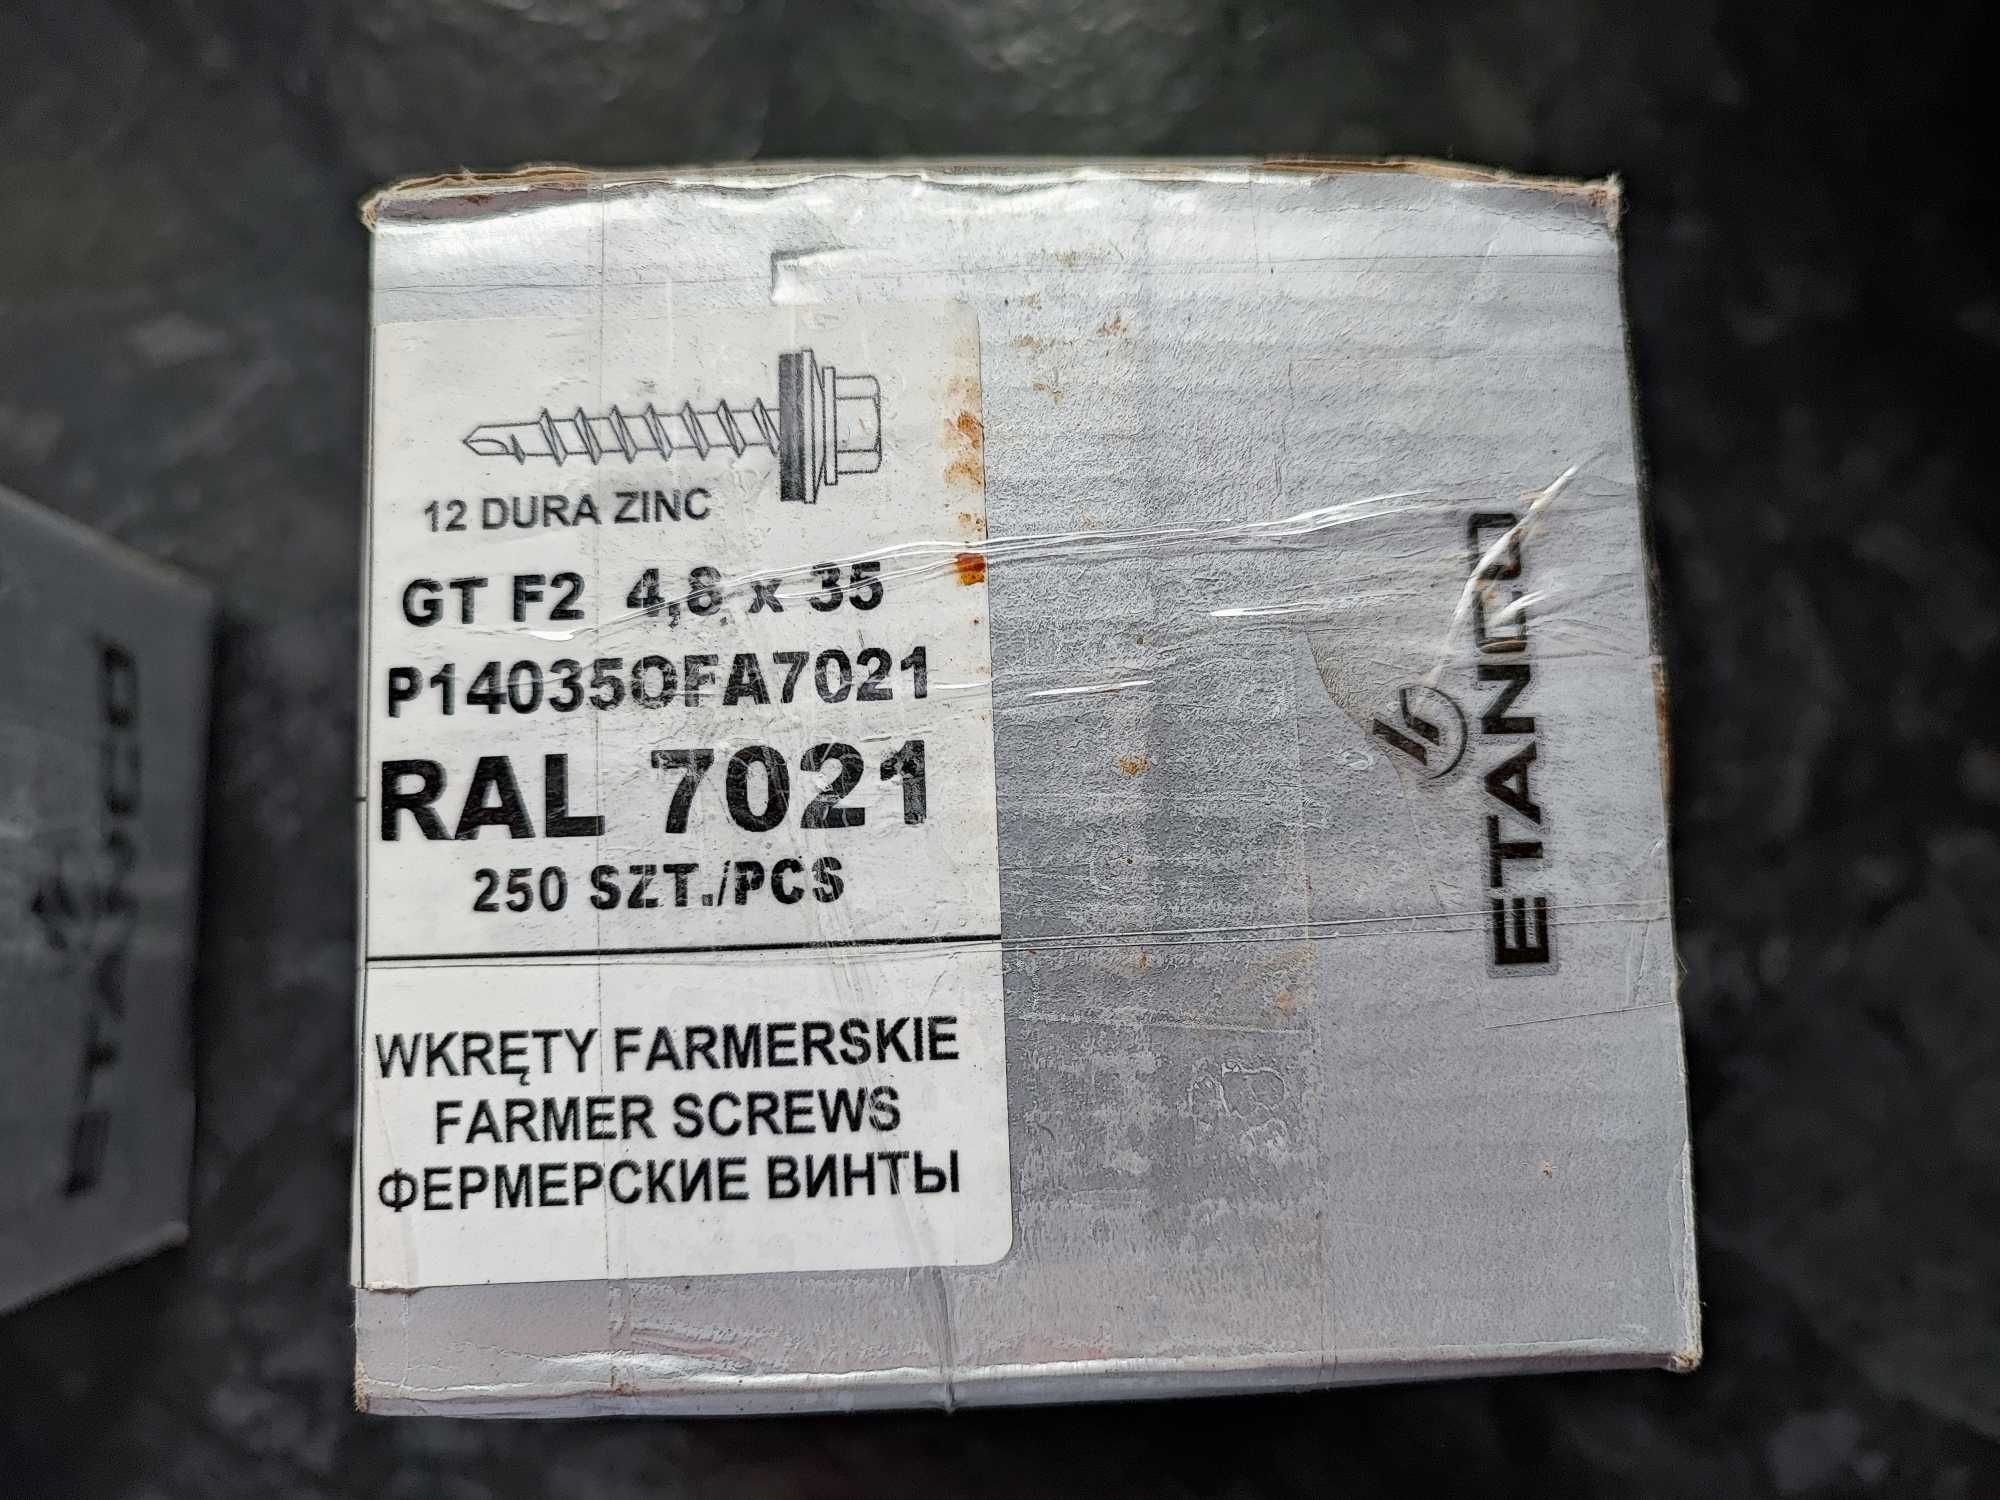 12 DURA ZINC
GT F2 4,8 x 35
P14035OFA7021
RAL 7021
250 SZT./PCS
WKRĘTY FARMERSKIE
FARMER SCREWS
ФЕРМЕРСКИЕ ВИНТЫ
ETANCO
ETANCO